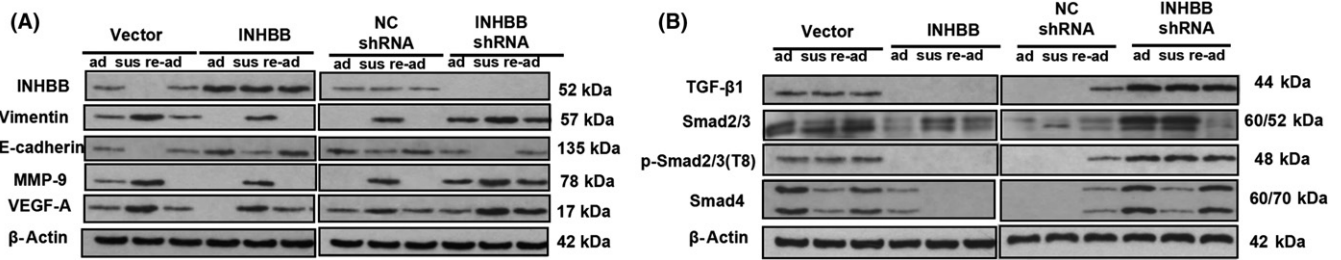 (A)
Vector INHBB NC shRNA INHBB shRNA
ad sus re-ad ad sus re-ad ad sus re-ad ad sus re-ad
INHBB 52 kDa
Vimentin 57 kDa
E-cadherin 135 kDa
MMP-9 78 kDa
VEGF-A 17 kDa
β-Actin 42 kDa
(B)
Vector INHBB NC shRNA INHBB shRNA
ad sus re-ad ad sus re-ad ad sus re-ad ad sus re-ad
TGF-β1 44 kDa
Smad2/3 60/52 kDa
p-Smad2/3(T8) 48 kDa
Smad4 60/70 kDa
β-Actin 42 kDa